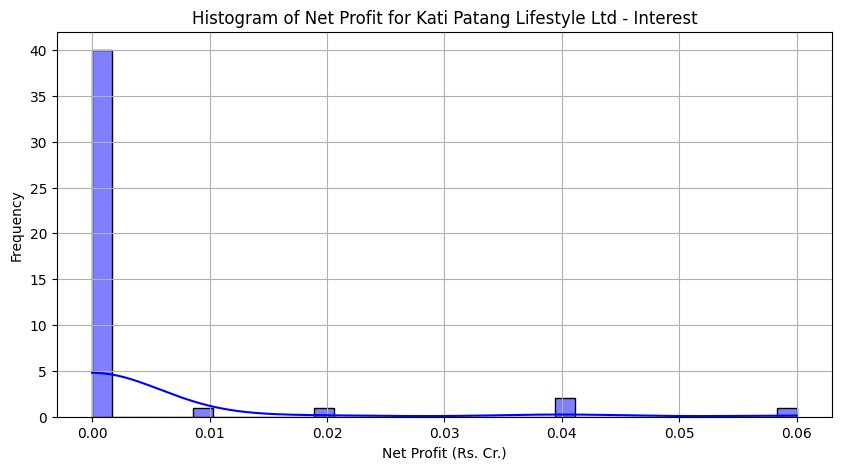 Histogram of Net Profit for Kati Patang Lifestyle Ltd - Interest
40
35
30
25
20
15
10
5
0
Frequency
0.00 0.01 0.02 0.03 0.04 0.05 0.06
Net Profit (Rs. Cr.)